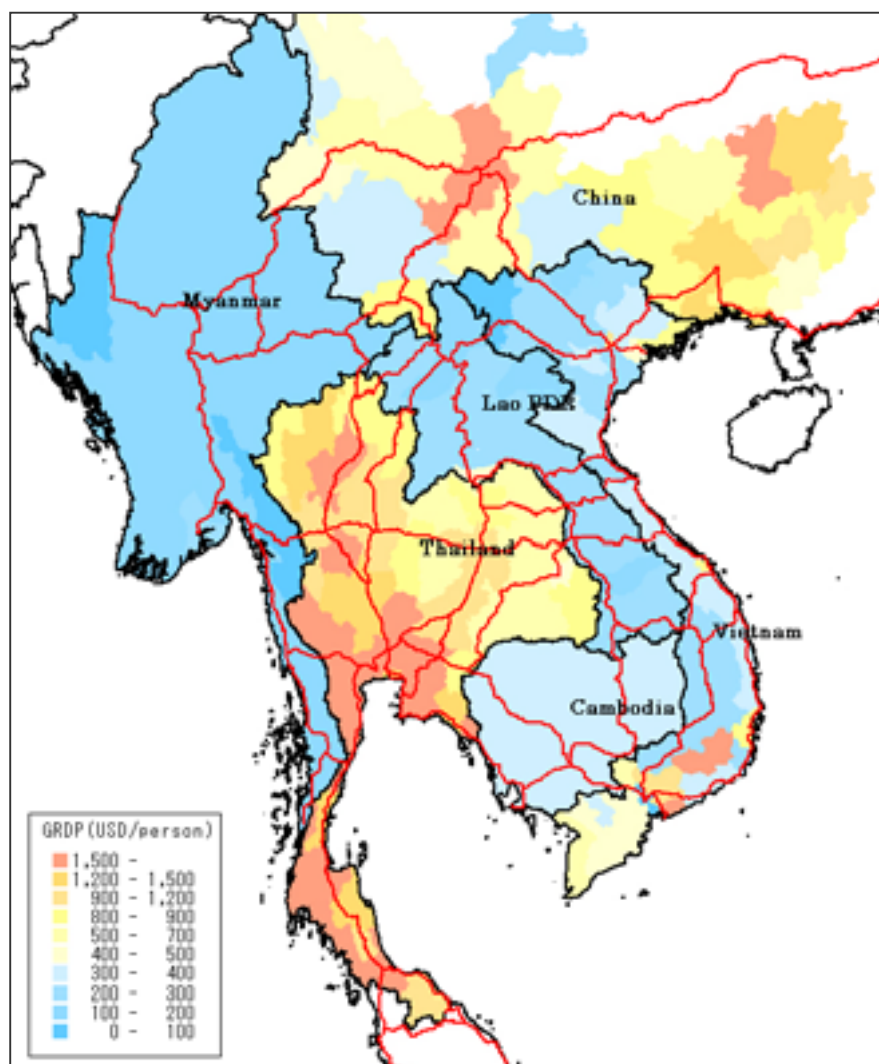 China
Myanmar
Lao PDR
Thailand
Vietnam
Cambodia
GRDP(USD/person)
1,500 -
1,200 - 1,500
900 - 1,200
800 - 900
500 - 700
400 - 500
300 - 400
200 - 300
100 - 200
0 - 100